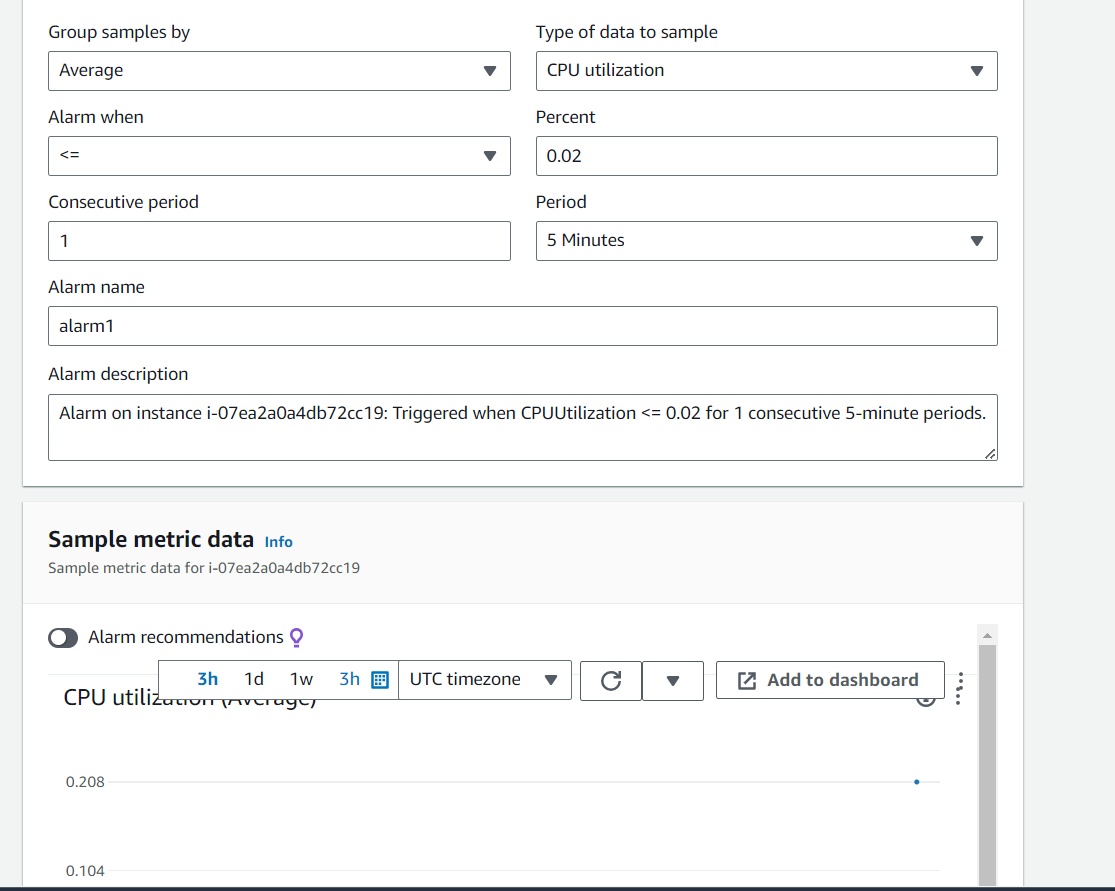 Group samples by
Type of data to sample
Average
CPU utilization
Alarm when
Percent
<=
0.02
Consecutive period
Period
1
5 Minutes
Alarm name
alarm1
Alarm description
Alarm on instance i-07ea2a0a4db72cc19: Triggered when CPUUtilization <= 0.02 for 1 consecutive 5-minute periods.
Sample metric data Info
Sample metric data for i-07ea2a0a4db72cc19
Alarm recommendations
3h 1d 1w 3h UTC timezone Add to dashboard
CPU utilization (Average)
0.208
0.104